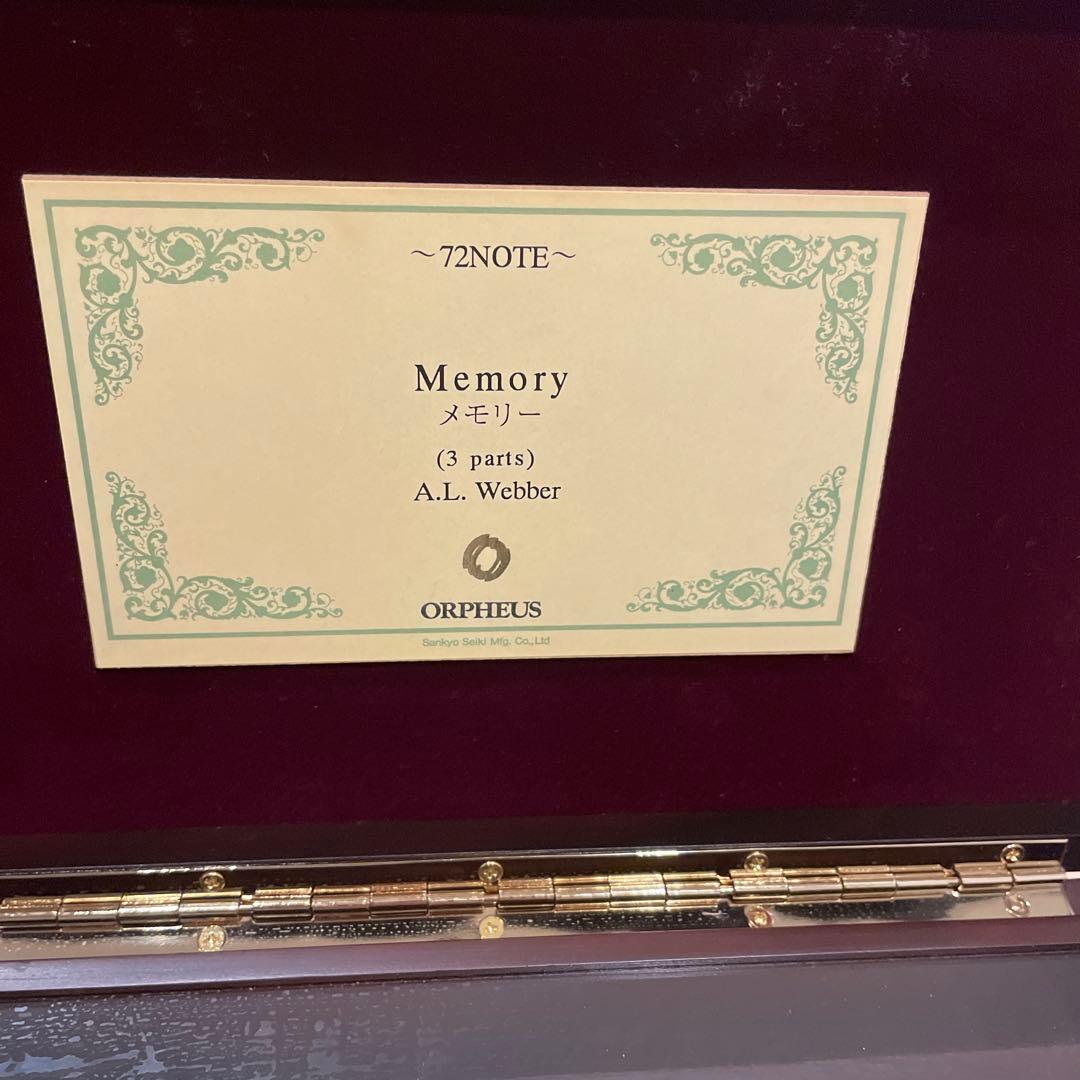 ～72NOTE～
Memory
メモリー
(3 parts)
A.L. Webber
ORPHEUS
Sankyo Seiki Mfg. Co.,Ltd